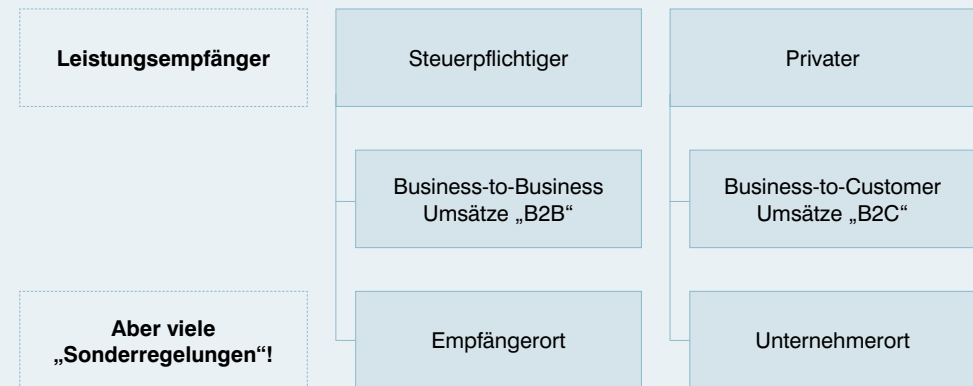 Leistungsempfänger
Steuerpflichtiger
Privater
Business-to-Business
Umsätze „B2B“
Business-to-Customer
Umsätze „B2C“
Aber viele
„Sonderregelungen“!
Empfängerort
Unternehmerort